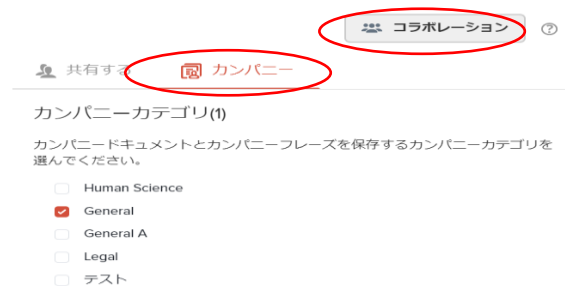 コラボレーション
共有する
カンパニー
カンパニーカテゴリ(1)
カンパニードキュメントとカンパニーフレーズを保存するカンパニーカテゴリを
選んでください。
Human Science
General
General A
Legal
テスト